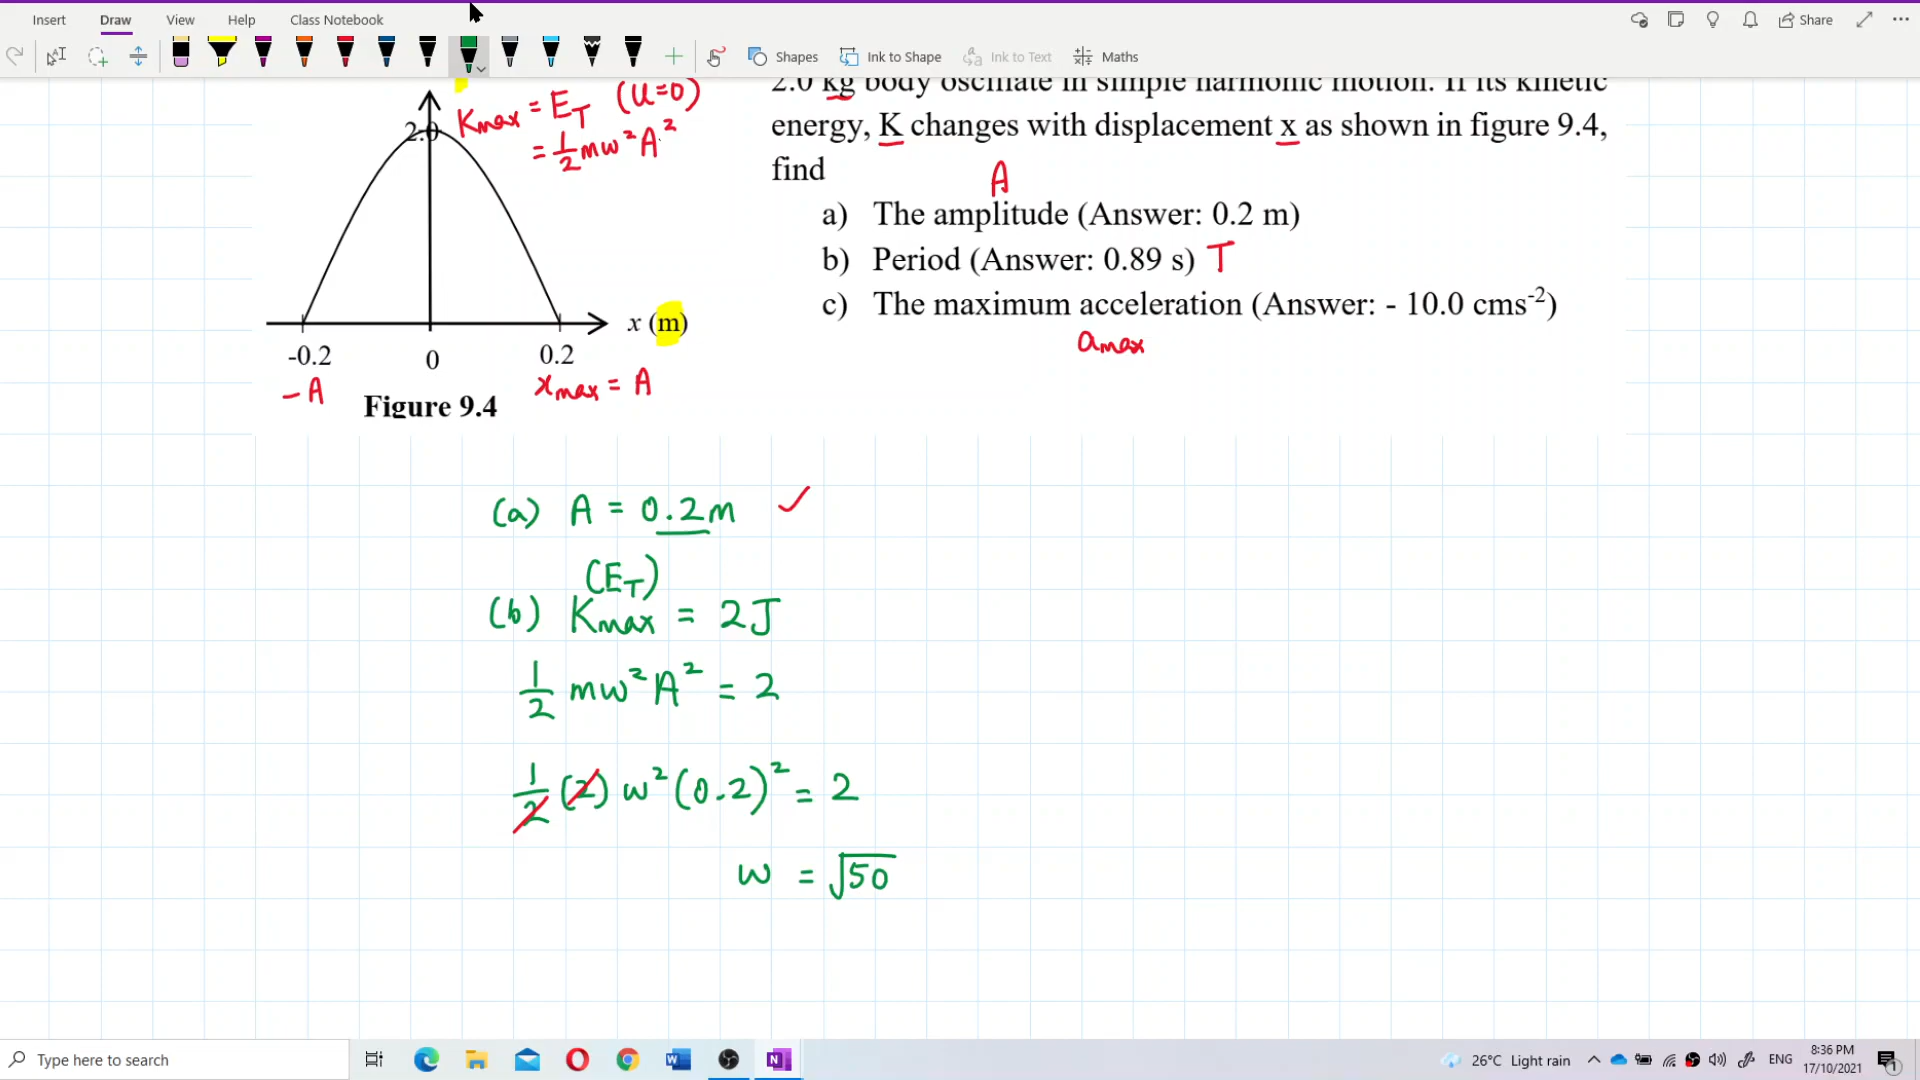 Insert Draw View Help Class Notebook Share
Shapes Ink to Shape Ink to Text Maths
2.0 kg body oscillate in simple harmonic motion. If its kinetic
energy, K changes with displacement x as shown in figure 9.4,
find
A
a) The amplitude (Answer: 0.2 m)
b) Period (Answer: 0.89 s) T
c) The maximum acceleration (Answer: - 10.0 cms⁻²)
amax
Kmax = ET (U=0)
= 1/2 mw²A²
2.0
x (m)
-0.2 0 0.2
-A xmax = A
Figure 9.4
(a) A = 0.2m ✓
(ET)
(b) Kmax = 2J
1/2 mw²A² = 2
1/2 (2) w² (0.2)² = 2
w = √50
Type here to search
26°C Light rain ENG 8:36 PM
17/10/2021
1